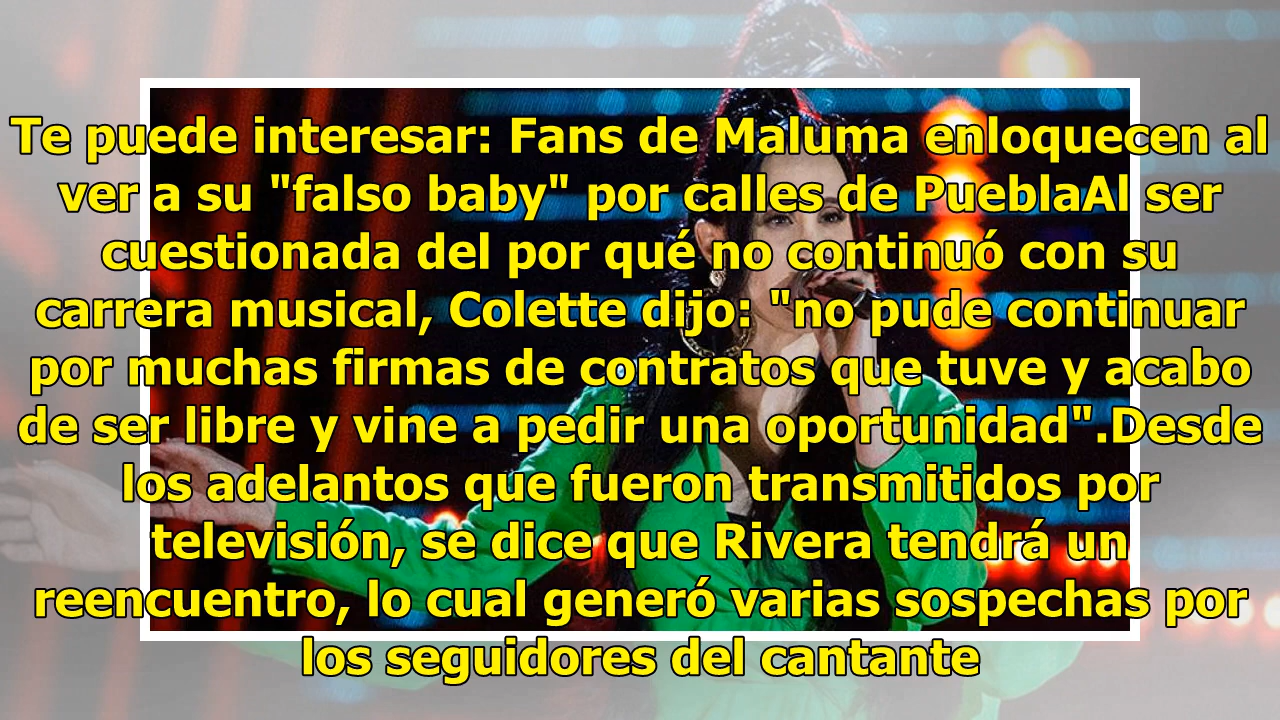 Te puede interesar: Fans de Maluma enloquecen al
ver a su "falso baby" por calles de PueblaAl ser
cuestionada del por qué no continuó con su
carrera musical, Colette dijo: "no pude continuar
por muchas firmas de contratos que tuve y acabo
de ser libre y vine a pedir una oportunidad".Desde
los adelantos que fueron transmitidos por
televisión, se dice que Rivera tendrá un
reencuentro, lo cual generó varias sospechas por
los seguidores del cantante